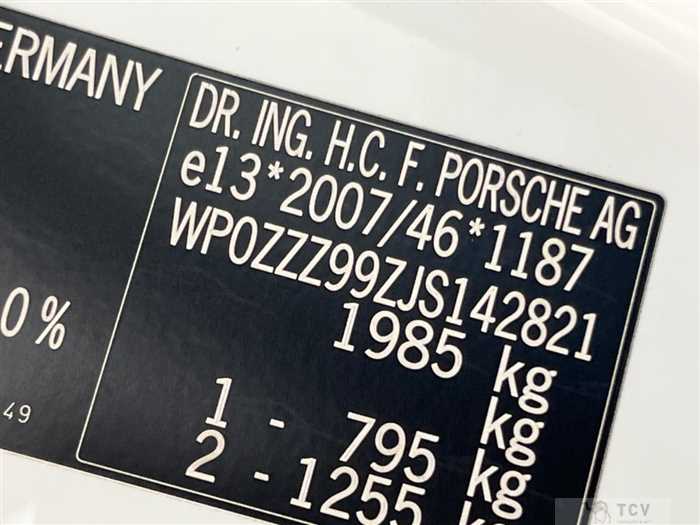 ERMANY
DR. ING. H.C. F. PORSCHE AG
e13*2007/46*1187
WP0ZZZ99ZJS142821
1985 kg
1 - 795 kg
2 - 1255 kg
0%
49
TCV